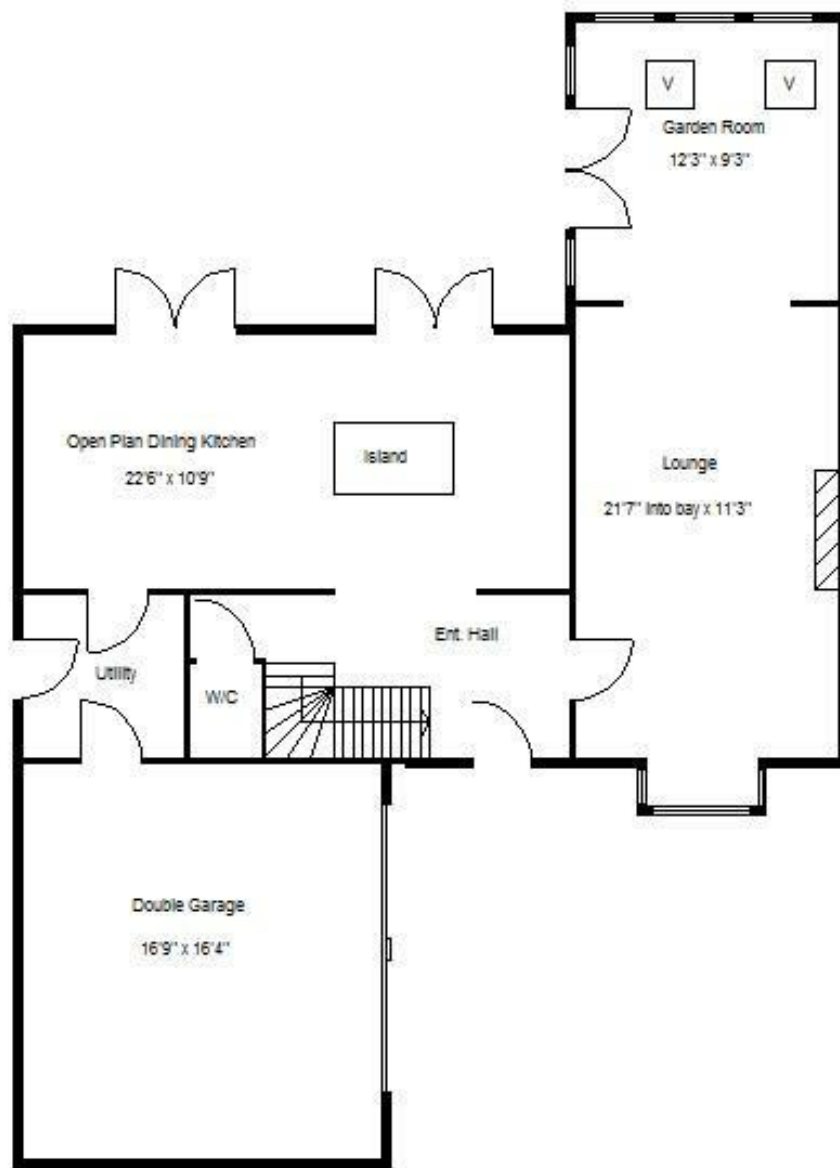 V
V
Garden Room
12'3" x 9'3"
Open Plan Dining Kitchen
22'6" x 10'9"
Island
Lounge
21'7" into bay x 11'3"
Ent. Hall
Utility
W/C
Double Garage
16'9" x 16'4"